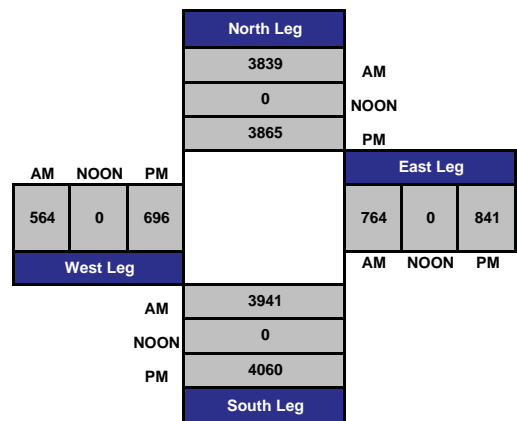 North Leg
3839
AM
0
NOON
3865
PM
AM NOON PM
East Leg
564 0 696
764 0 841
West Leg
AM NOON PM
3941
AM
0
NOON
4060
PM
South Leg